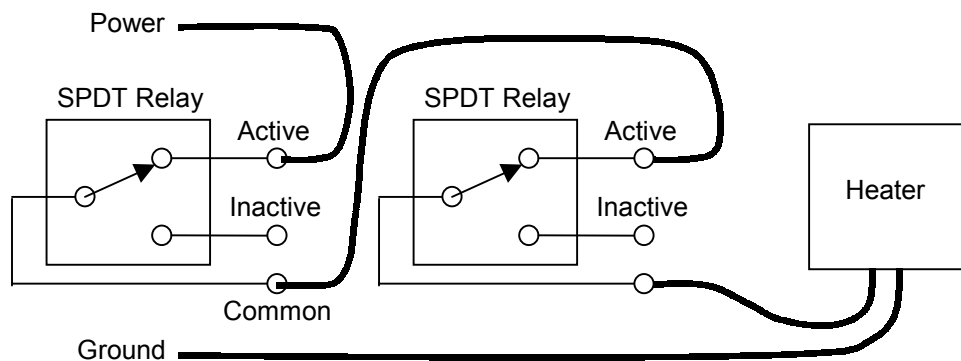 Power
SPDT Relay
SPDT Relay
Active
Active
Heater
Inactive
Inactive
Common
Ground